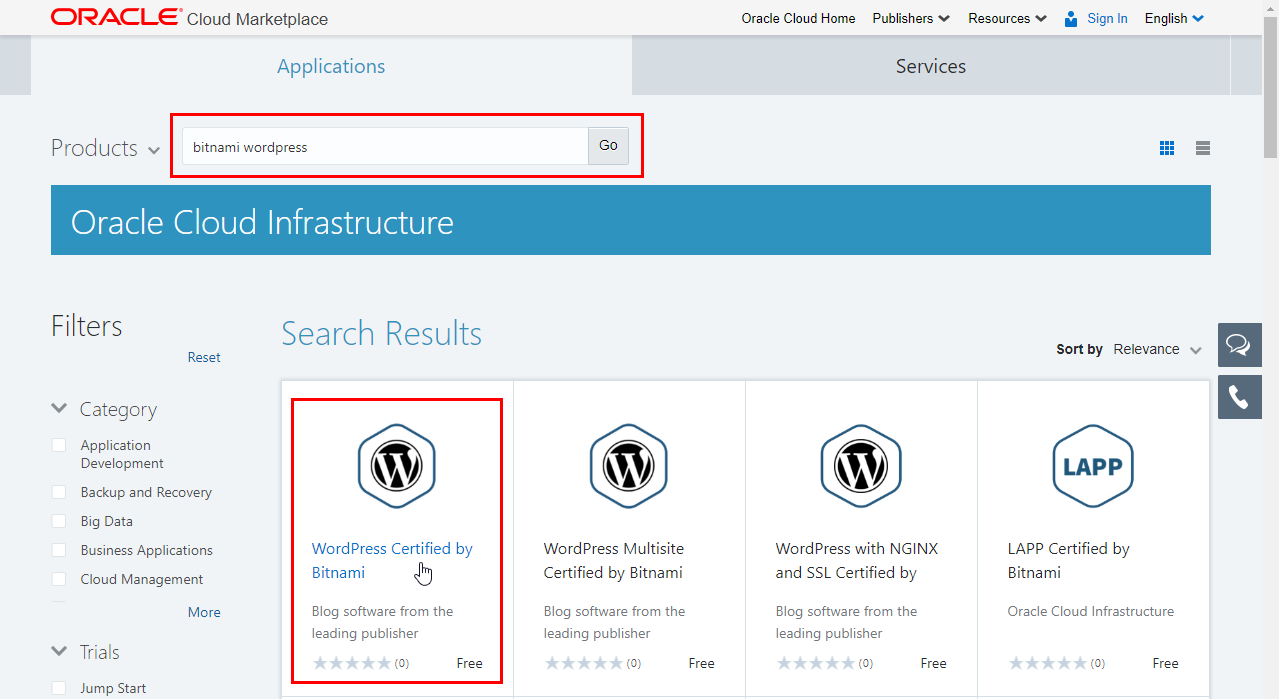 ORACLE Cloud Marketplace
Oracle Cloud Home Publishers Resources Sign In English
Applications Services
Products bitnami wordpress Go
Oracle Cloud Infrastructure
Filters
Reset
Category
Application
Development
Backup and Recovery
Big Data
Business Applications
Cloud Management
More
Trials
Jump Start
Search Results
Sort by Relevance
WordPress Certified by
Bitnami
Blog software from the
leading publisher
(0) Free
WordPress Multisite
Certified by Bitnami
Blog software from the
leading publisher
(0) Free
WordPress with NGINX
and SSL Certified by
Blog software from the
leading publisher
(0) Free
LAPP
LAPP Certified by
Bitnami
Oracle Cloud Infrastructure
(0) Free